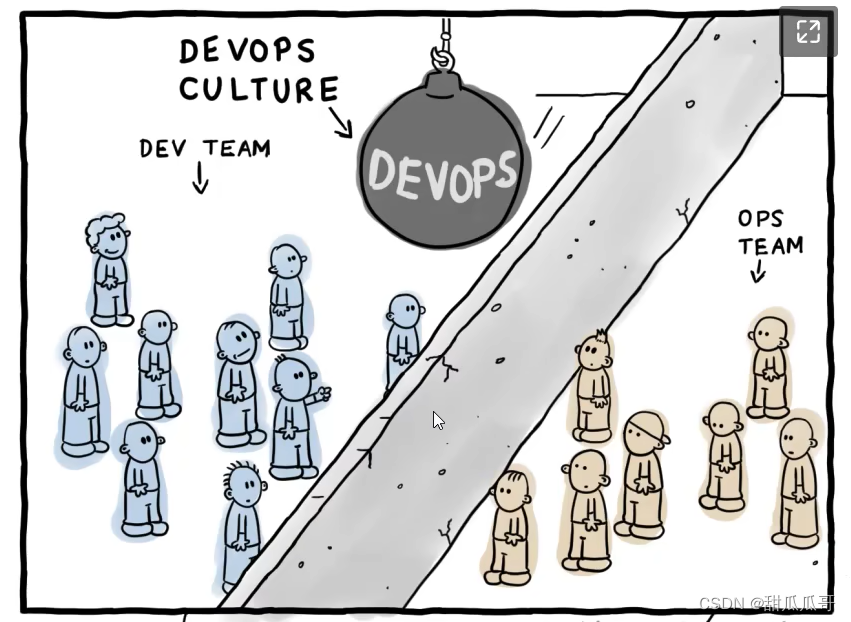 DEVOPS
CULTURE
DEV TEAM
DEVOPS
OPS
TEAM
CSDN @甜瓜瓜哥